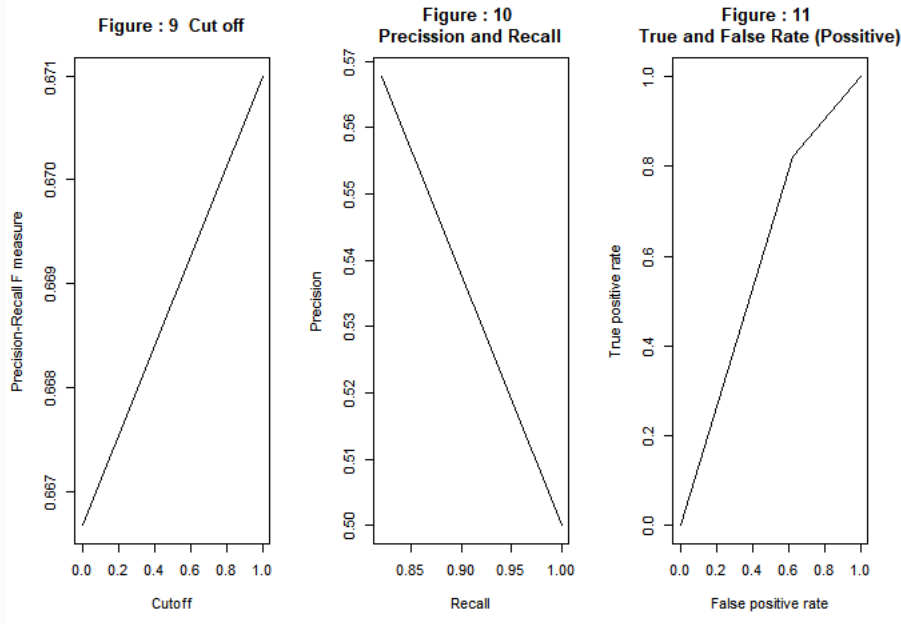 Figure : 9  Cut off
Precision-Recall F measure
0.671
0.670
0.669
0.668
0.667
0.0 0.2 0.4 0.6 0.8 1.0
Cutoff
Figure : 10
Precission and Recall
Precision
0.57
0.56
0.55
0.54
0.53
0.52
0.51
0.50
0.85 0.90 0.95 1.00
Recall
Figure : 11
True and False Rate (Possitive)
True positive rate
1.0
0.8
0.6
0.4
0.2
0.0
0.0 0.2 0.4 0.6 0.8 1.0
False positive rate